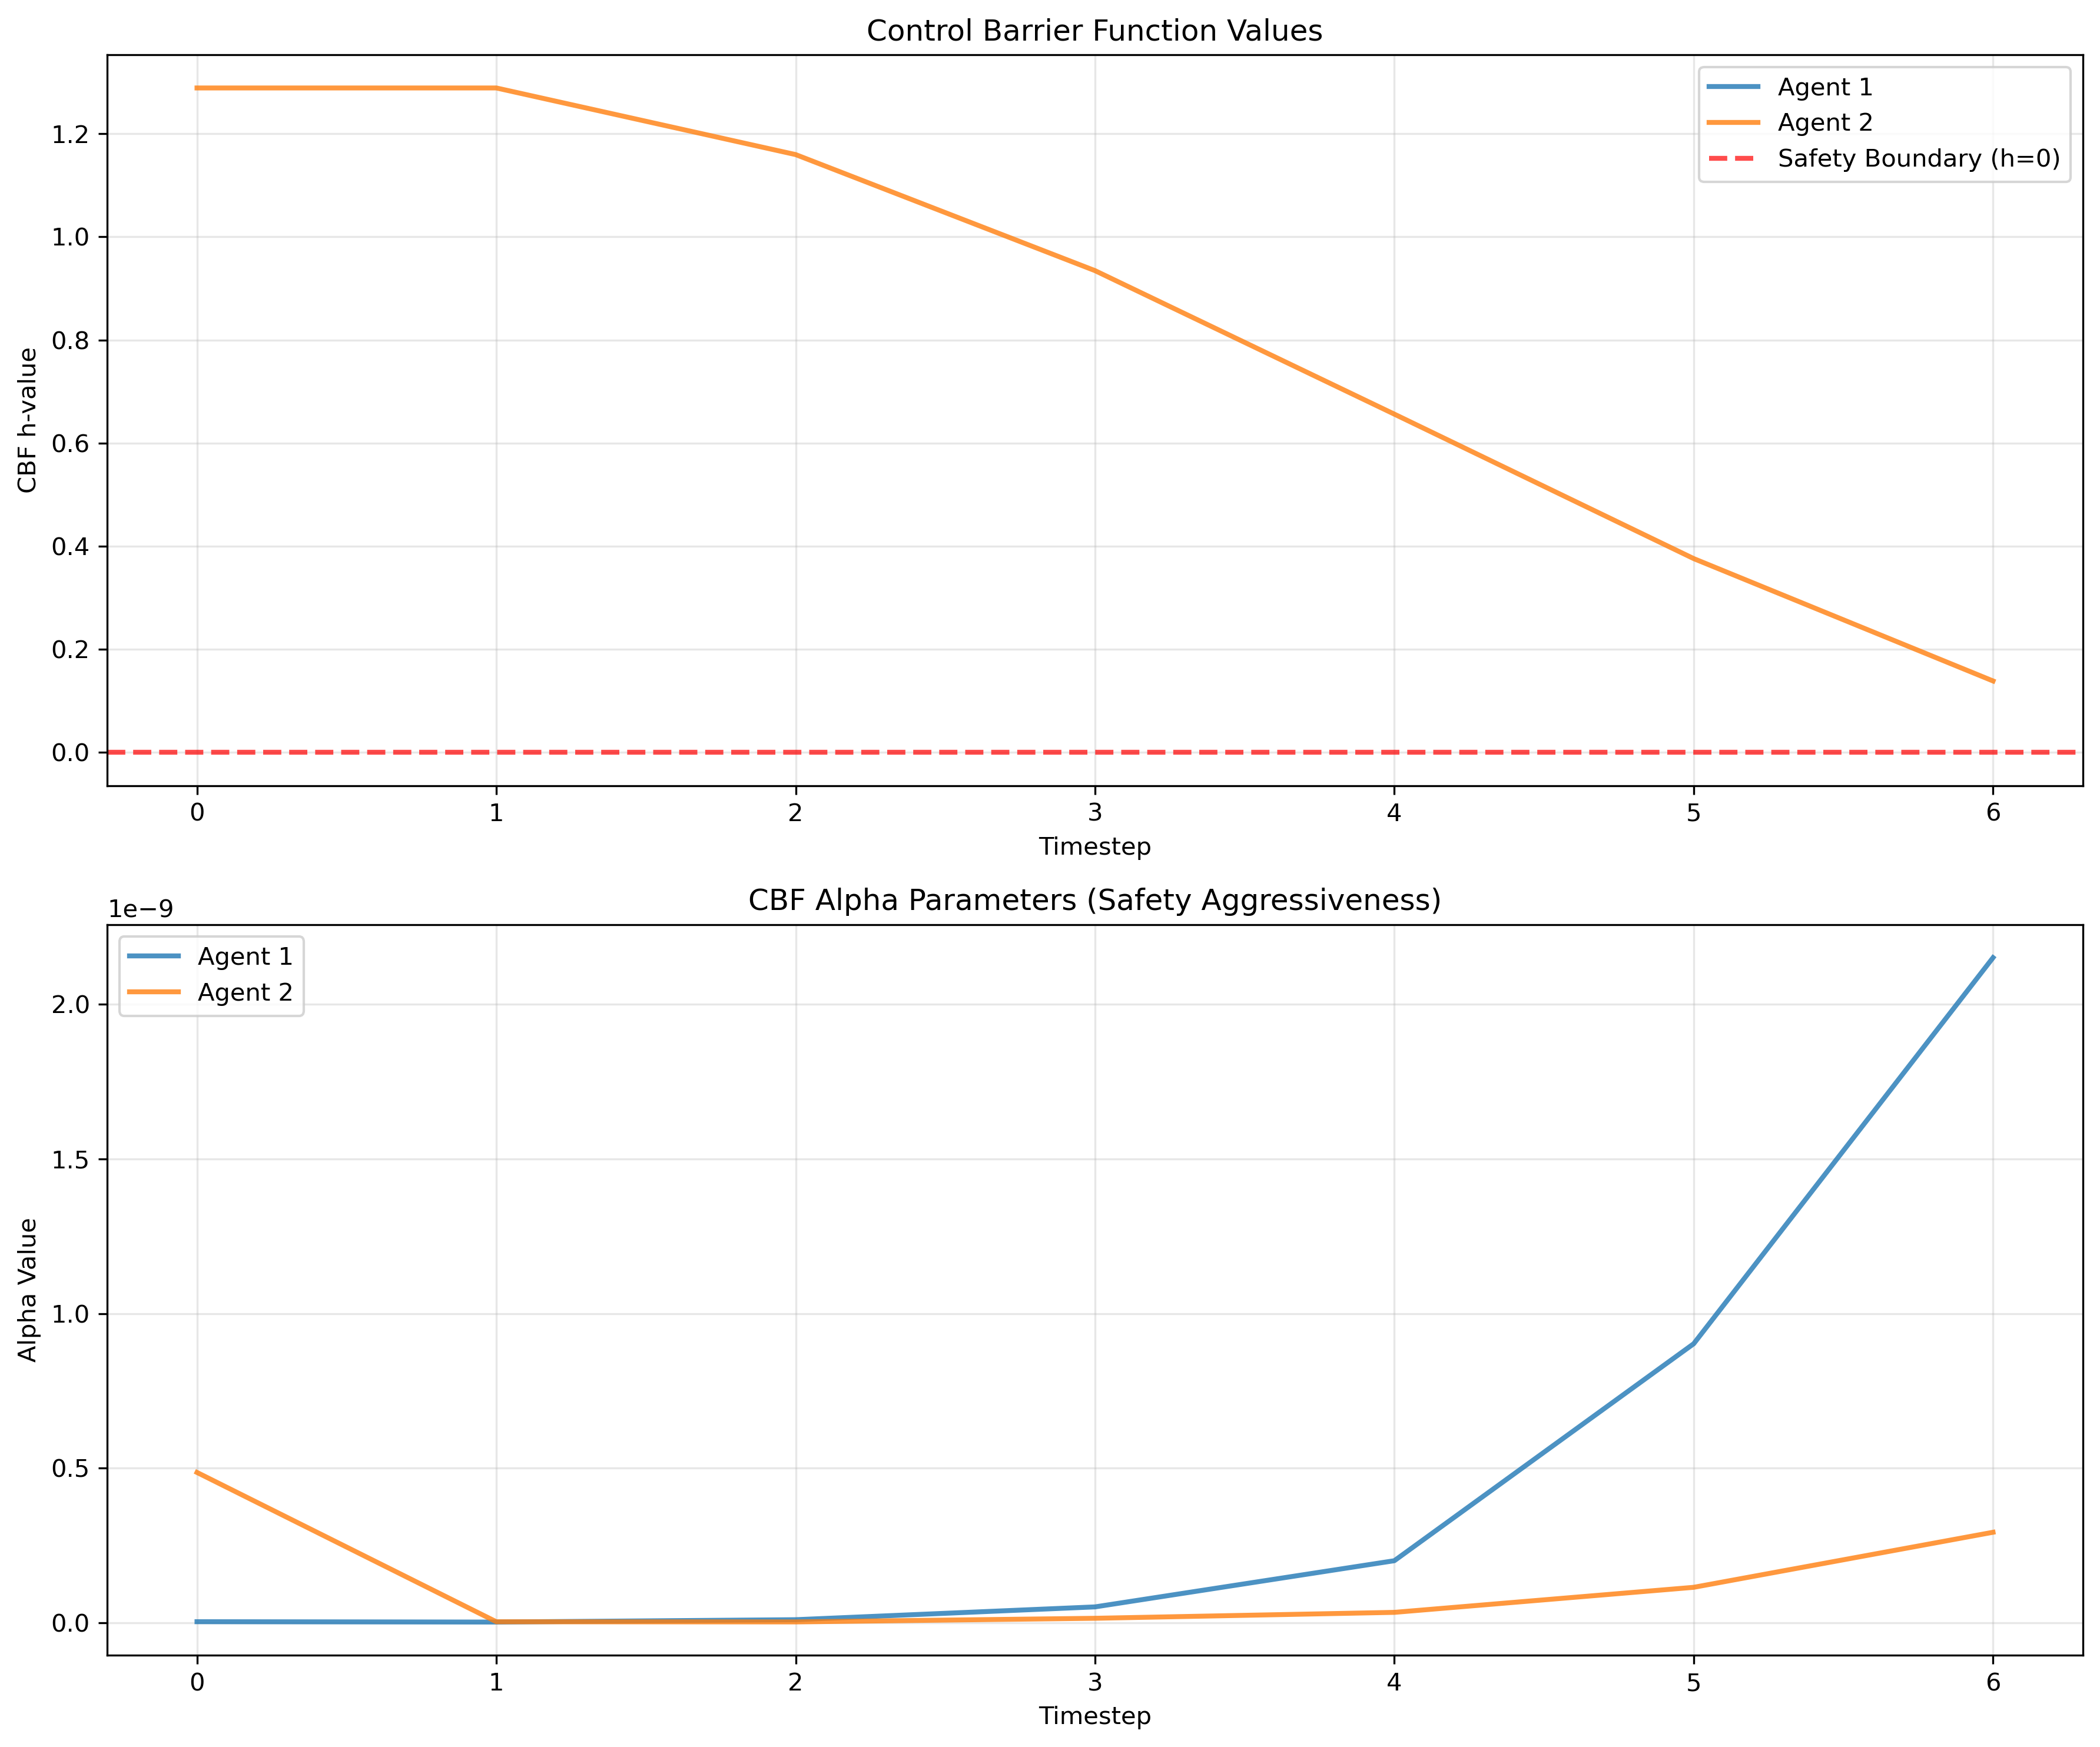 Control Barrier Function Values
Agent 1
Agent 2
Safety Boundary (h=0)
CBF h-value
1.2
1.0
0.8
0.6
0.4
0.2
0.0
0 1 2 3 4 5 6
Timestep
CBF Alpha Parameters (Safety Aggressiveness)
1e−9
Agent 1
Agent 2
Alpha Value
2.0
1.5
1.0
0.5
0.0
0 1 2 3 4 5 6
Timestep